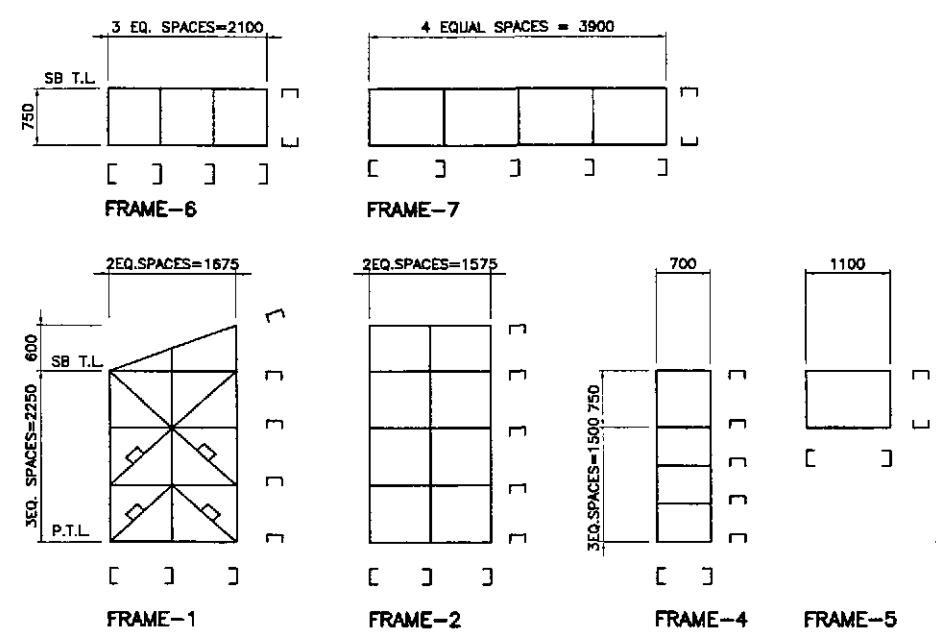 3 EQ. SPACES=2100
4 EQUAL SPACES = 3900
SB T.L.
750
FRAME-6
FRAME-7
2EQ.SPACES=1675
2EQ.SPACES=1575
700
1100
600
SB T.L.
3EQ. SPACES=2250
3EQ.SPACES=1500 750
P.T.L.
FRAME-1
FRAME-2
FRAME-4
FRAME-5